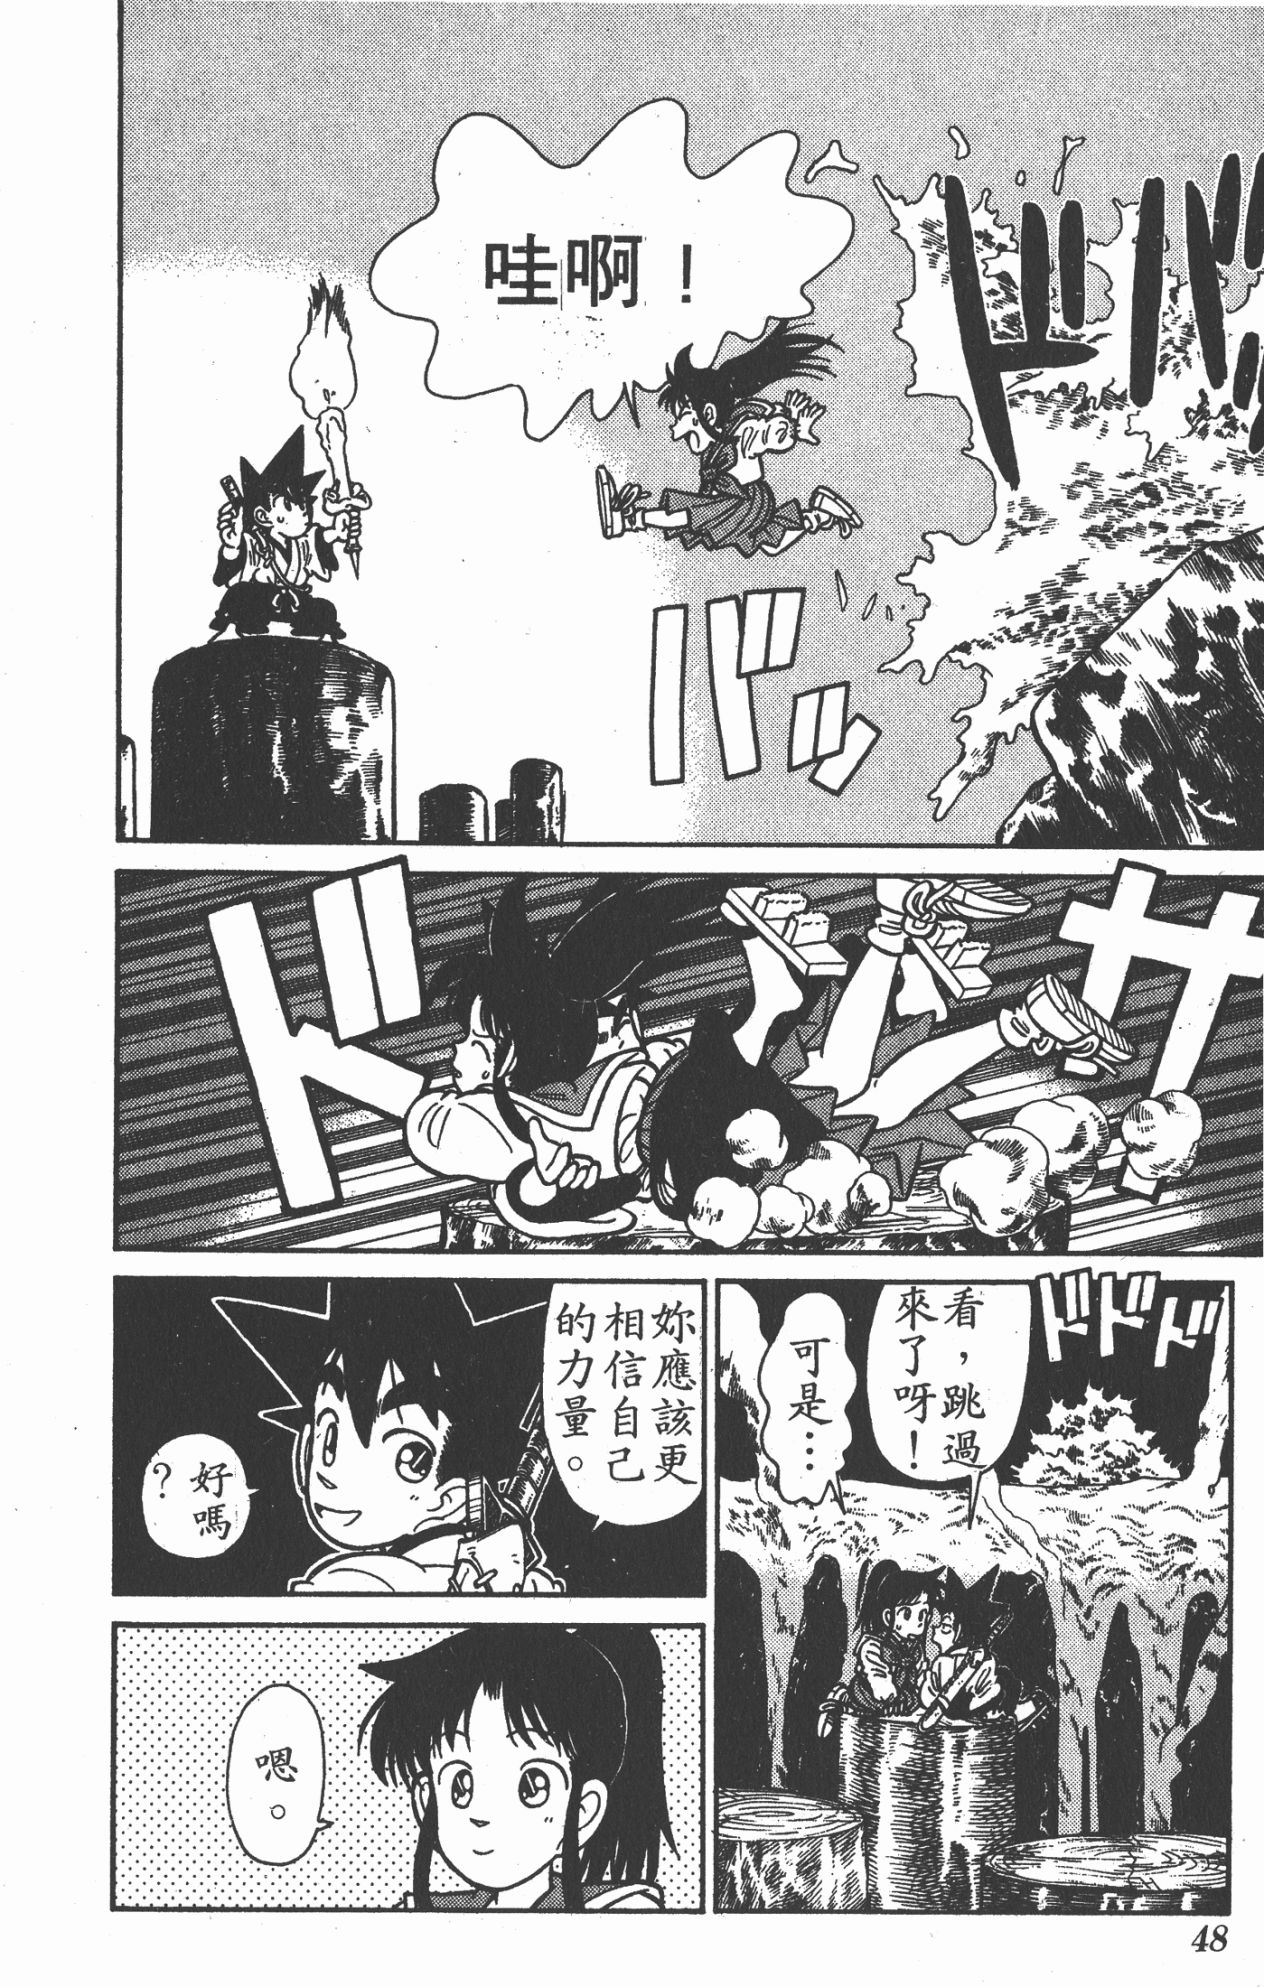 ドドドッ
哇啊！
バッ
ドサ
ドドド
看，跳過
來了呀！
可是…
妳應該更
相信自己
的力量。
好嗎
？
嗯。
48